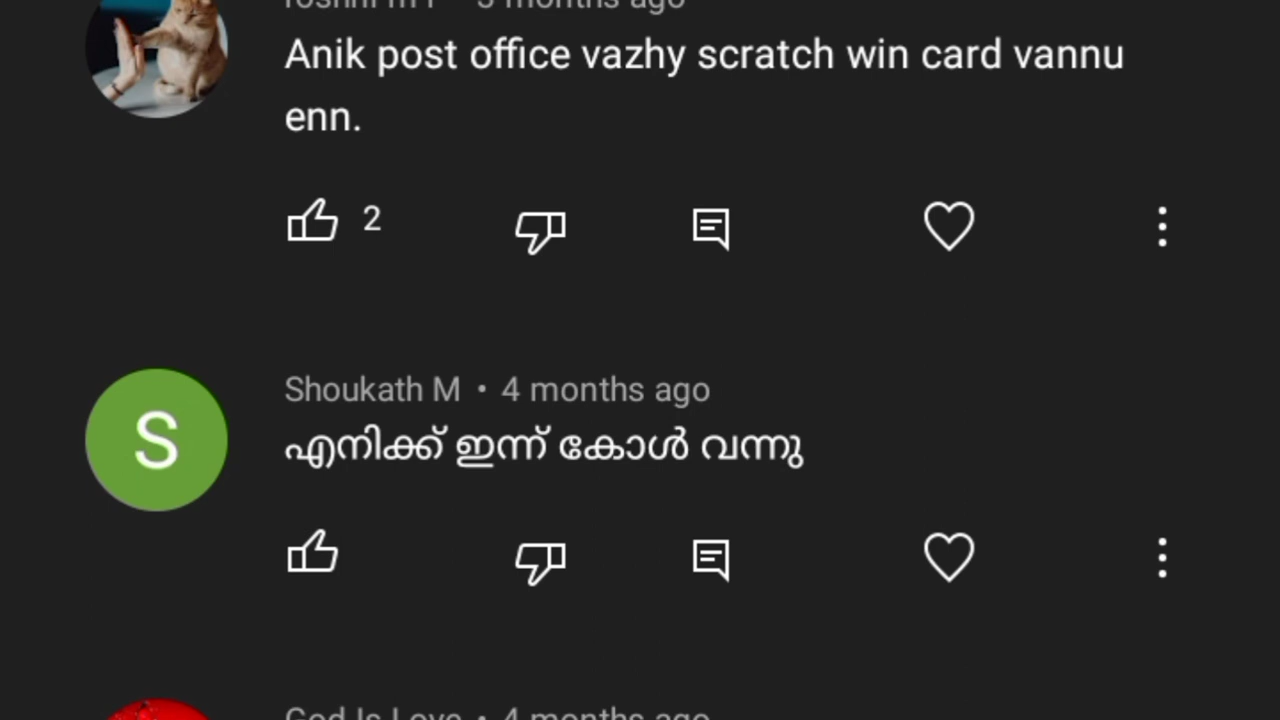 Anik post office vazhy scratch win card vannu
enn.
2
S
Shoukath M • 4 months ago
എനിക്ക് ഇന്ന് കോൾ വന്നു
God Is Love • 4 months ago